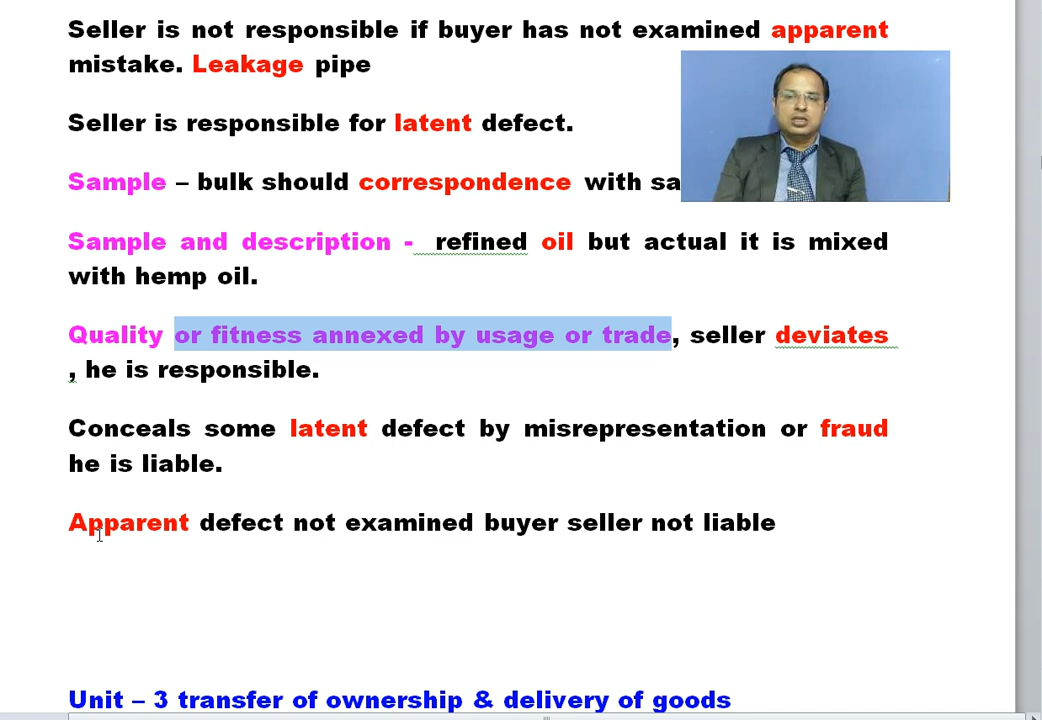 Seller is not responsible if buyer has not examined apparent
mistake. Leakage pipe
Seller is responsible for latent defect.
Sample – bulk should correspondence with
Sample and description - refined oil but actual it is mixed
with hemp oil.
Quality or fitness annexed by usage or trade, seller deviates
, he is responsible.
Conceals some latent defect by misrepresentation or fraud
he is liable.
Apparent defect not examined buyer seller not liable
Unit – 3 transfer of ownership & delivery of goods